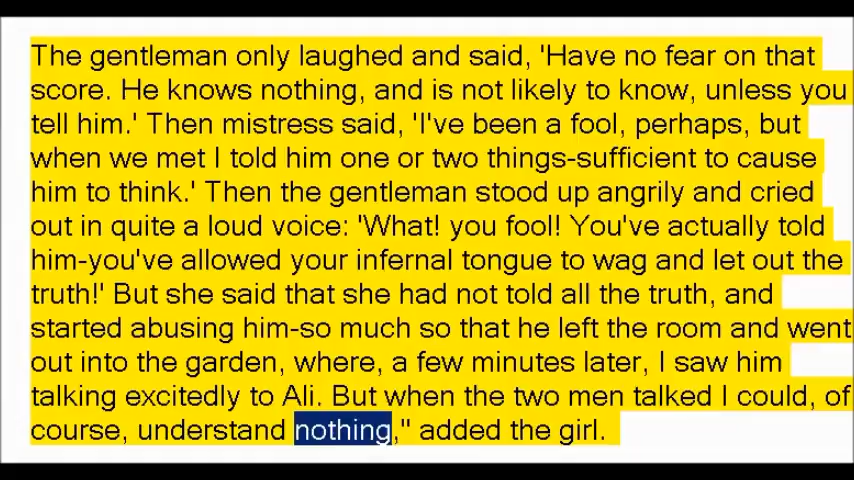 The gentleman only laughed and said, 'Have no fear on that
score. He knows nothing, and is not likely to know, unless you
tell him.' Then mistress said, 'I've been a fool, perhaps, but
when we met I told him one or two things-sufficient to cause
him to think.' Then the gentleman stood up angrily and cried
out in quite a loud voice: 'What! you fool! You've actually told
him-you've allowed your infernal tongue to wag and let out the
truth!' But she said that she had not told all the truth, and
started abusing him-so much so that he left the room and went
out into the garden, where, a few minutes later, I saw him
talking excitedly to Ali. But when the two men talked I could, of
course, understand nothing," added the girl.